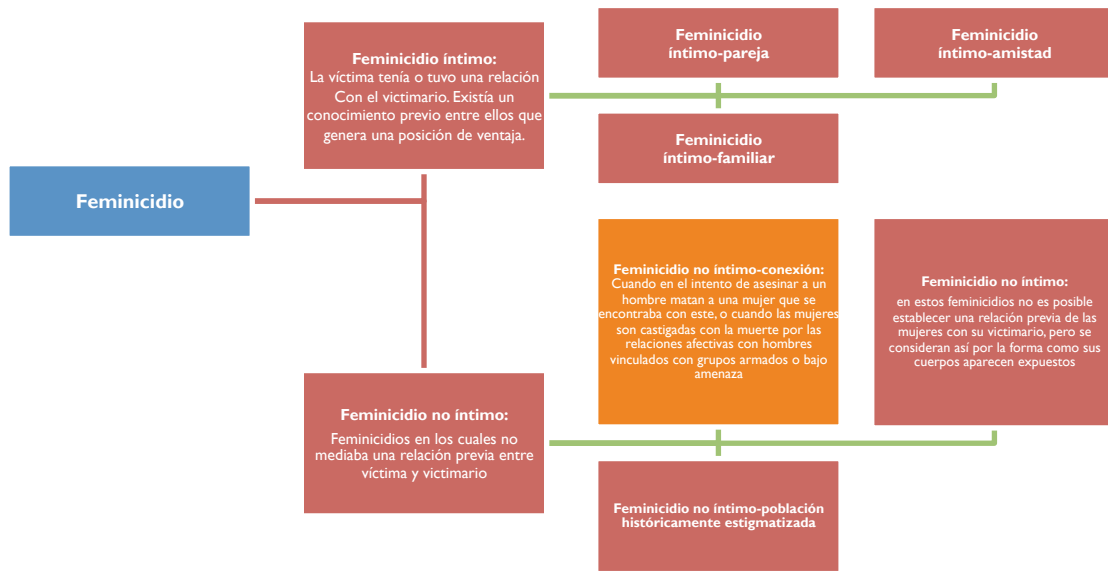 Feminicidio
Feminicidio íntimo:
La víctima tenía o tuvo una relación
Con el victimario. Existía un
conocimiento previo entre ellos que
genera una posición de ventaja.
Feminicidio
íntimo-pareja
Feminicidio
íntimo-amistad
Feminicidio
íntimo-familiar
Feminicidio no íntimo:
Feminicidios en los cuales no
mediaba una relación previa entre
víctima y victimario
Feminicidio no íntimo-conexión:
Cuando en el intento de asesinar a un
hombre matan a una mujer que se
encontraba con este, o cuando las mujeres
son castigadas con la muerte por las
relaciones afectivas con hombres
vinculados con grupos armados o bajo
amenaza
Feminicidio no íntimo:
en estos feminicidios no es posible
establecer una relación previa de las
mujeres con su victimario, pero se
consideran así por la forma como sus
cuerpos aparecen expuestos
Feminicidio no íntimo-población
históricamente estigmatizada